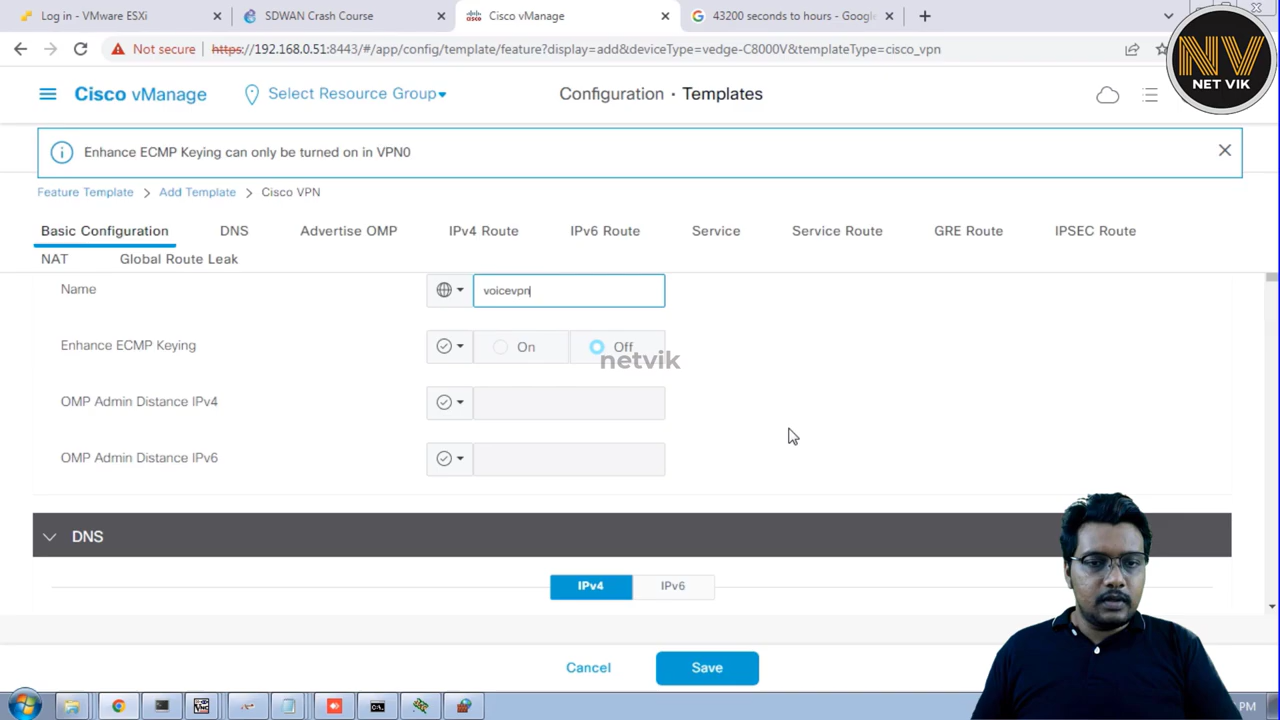 Log in - VMware ESXi
SDWAN Crash Course
Cisco vManage
43200 seconds to hours - Google
Not secure
https://192.168.0.51:8443/#/app/config/template/feature?display=add&deviceType=vedge-C8000V&templateType=cisco_vpn
NV
NET VIK
Cisco vManage
Select Resource Group
Configuration · Templates
Enhance ECMP Keying can only be turned on in VPN0
Feature Template > Add Template > Cisco VPN
Basic Configuration
DNS
Advertise OMP
IPv4 Route
IPv6 Route
Service
Service Route
GRE Route
IPSEC Route
NAT
Global Route Leak
Name
voicevpn
Enhance ECMP Keying
On
Off
netvik
OMP Admin Distance IPv4
OMP Admin Distance IPv6
DNS
IPv4
IPv6
Cancel
Save
PM